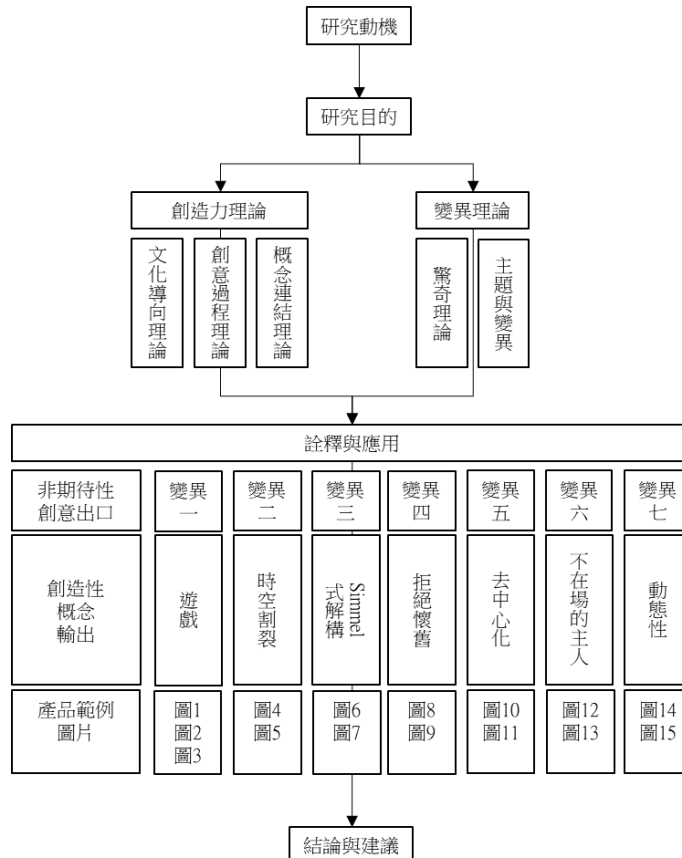 研究動機
研究目的
創造力理論
變異理論
文化導向理論
創意過程理論
概念連結理論
驚奇理論
主題與變異
詮釋與應用
非期待性
創意出口
變異
一
變異
二
變異
三
變異
四
變異
五
變異
六
變異
七
創造性
概念
輸出
遊戲
時空割裂
Simmel
式解構
拒絕懷舊
去中心化
不在場的主人
動態性
產品範例
圖片
圖1
圖2
圖3
圖4
圖5
圖6
圖7
圖8
圖9
圖10
圖11
圖12
圖13
圖14
圖15
結論與建議